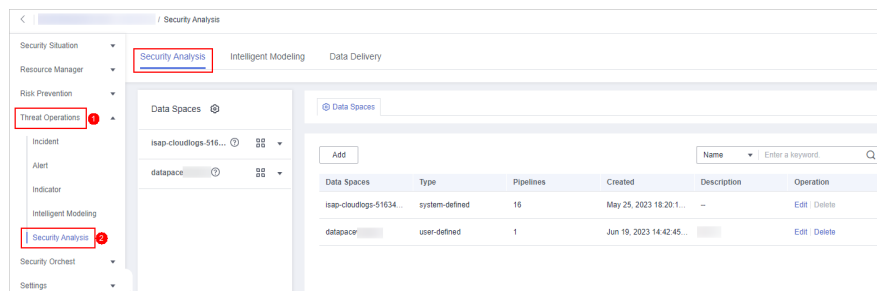 / Security Analysis
Security Situation
Resource Manager
Risk Prevention
Threat Operations 1
Incident
Alert
Indicator
Intelligent Modeling
Security Analysis 2
Security Orchest
Settings
Security Analysis Intelligent Modeling Data Delivery
Data Spaces
isap-cloudlogs-516...
datapace
Data Spaces
Add Name Enter a keyword.
Data Spaces Type Pipelines Created Description Operation
isap-cloudlogs-51634... system-defined 16 May 25, 2023 18:20:1... -- Edit Delete
datapace user-defined 1 Jun 19, 2023 14:42:45... Edit Delete